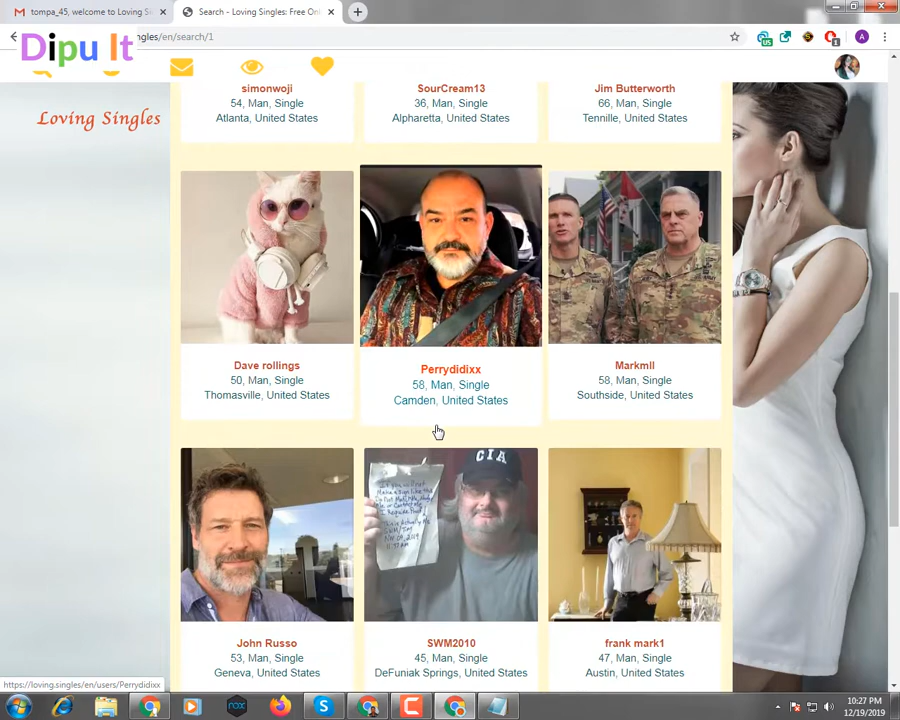 tompa_45, welcome to Loving Si
Search - Loving Singles: Free Onl
ngles/en/search/1
Dipu It
Loving Singles
simonwoji
54, Man, Single
Atlanta, United States
SourCream13
36, Man, Single
Alpharetta, United States
Jim Butterworth
66, Man, Single
Tennille, United States
Dave rollings
50, Man, Single
Thomasville, United States
Perrydidixx
58, Man, Single
Camden, United States
Markmll
58, Man, Single
Southside, United States
CIA
John Russo
53, Man, Single
Geneva, United States
SWM2010
45, Man, Single
DeFuniak Springs, United States
frank mark1
47, Man, Single
Austin, United States
https://loving.singles/en/users/Perrydidixx
10:27 PM
12/19/2019